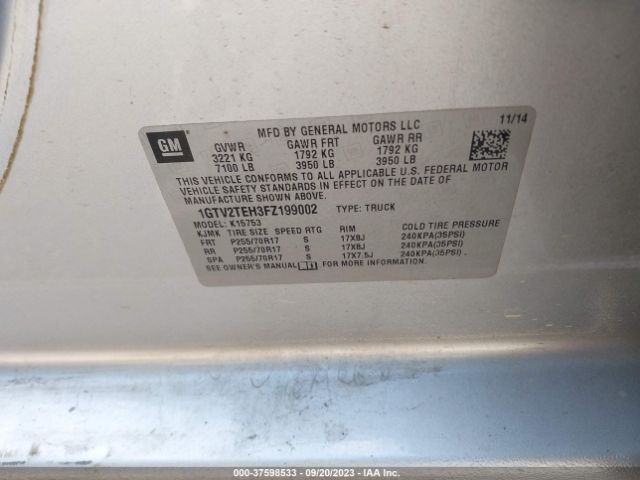 GM
MFD BY GENERAL MOTORS LLC
11/14
GVWR GAWR FRT GAWR RR
3221 KG 1792 KG 1792 KG
7100 LB 3950 LB 3950 LB
THIS VEHICLE CONFORMS TO ALL APPLICABLE U.S. FEDERAL MOTOR
VEHICLE SAFETY STANDARDS IN EFFECT ON THE DATE OF
MANUFACTURE SHOWN ABOVE.
1GTV2TEH3FZ199002 TYPE: TRUCK
MODEL: K15753
KJMK TIRE SIZE SPEED RTG RIM COLD TIRE PRESSURE
FRT P255/70R17 S 17X8J 240KPA(35PSI)
RR P255/70R17 S 17X8J 240KPA(35PSI)
SPA P255/70R17 S 17X7.5J 240KPA(35PSI)
SEE OWNER'S MANUAL FOR MORE INFORMATION.
000-37598533 - 09/20/2023 - IAA Inc.